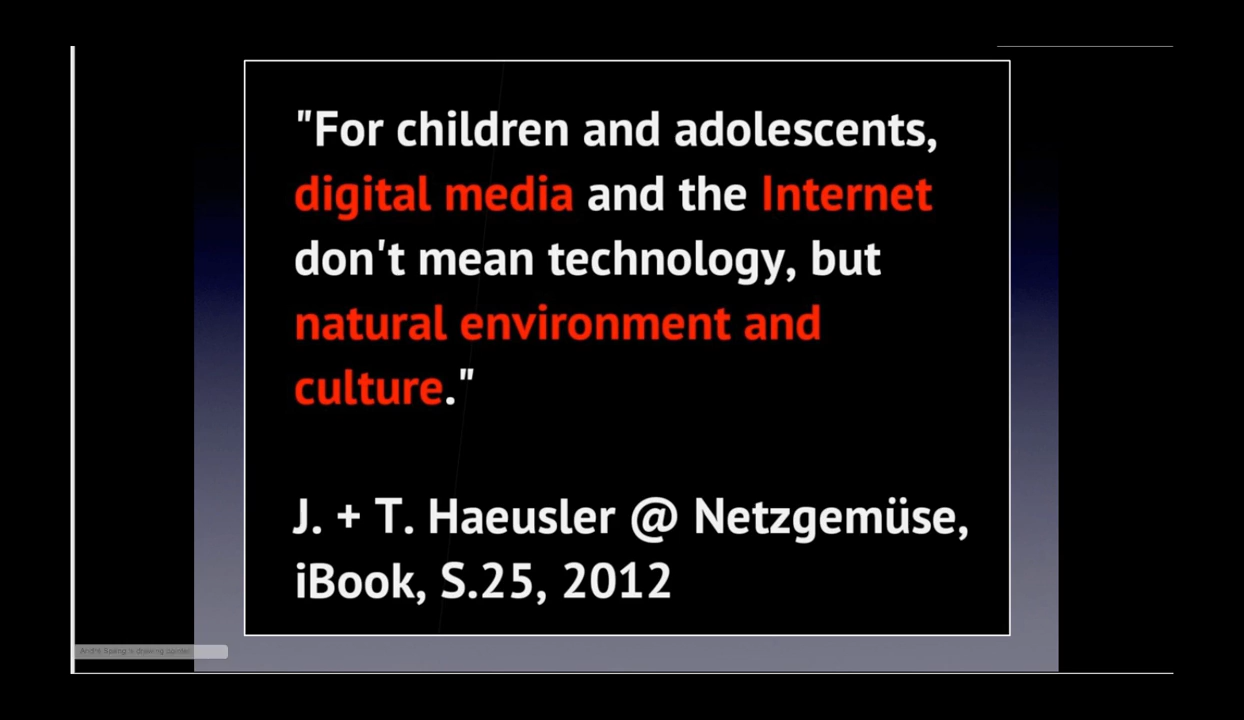 "For children and adolescents,
digital media and the Internet
don't mean technology, but
natural environment and
culture."
J. + T. Haeusler @ Netzgemüse,
iBook, S.25, 2012